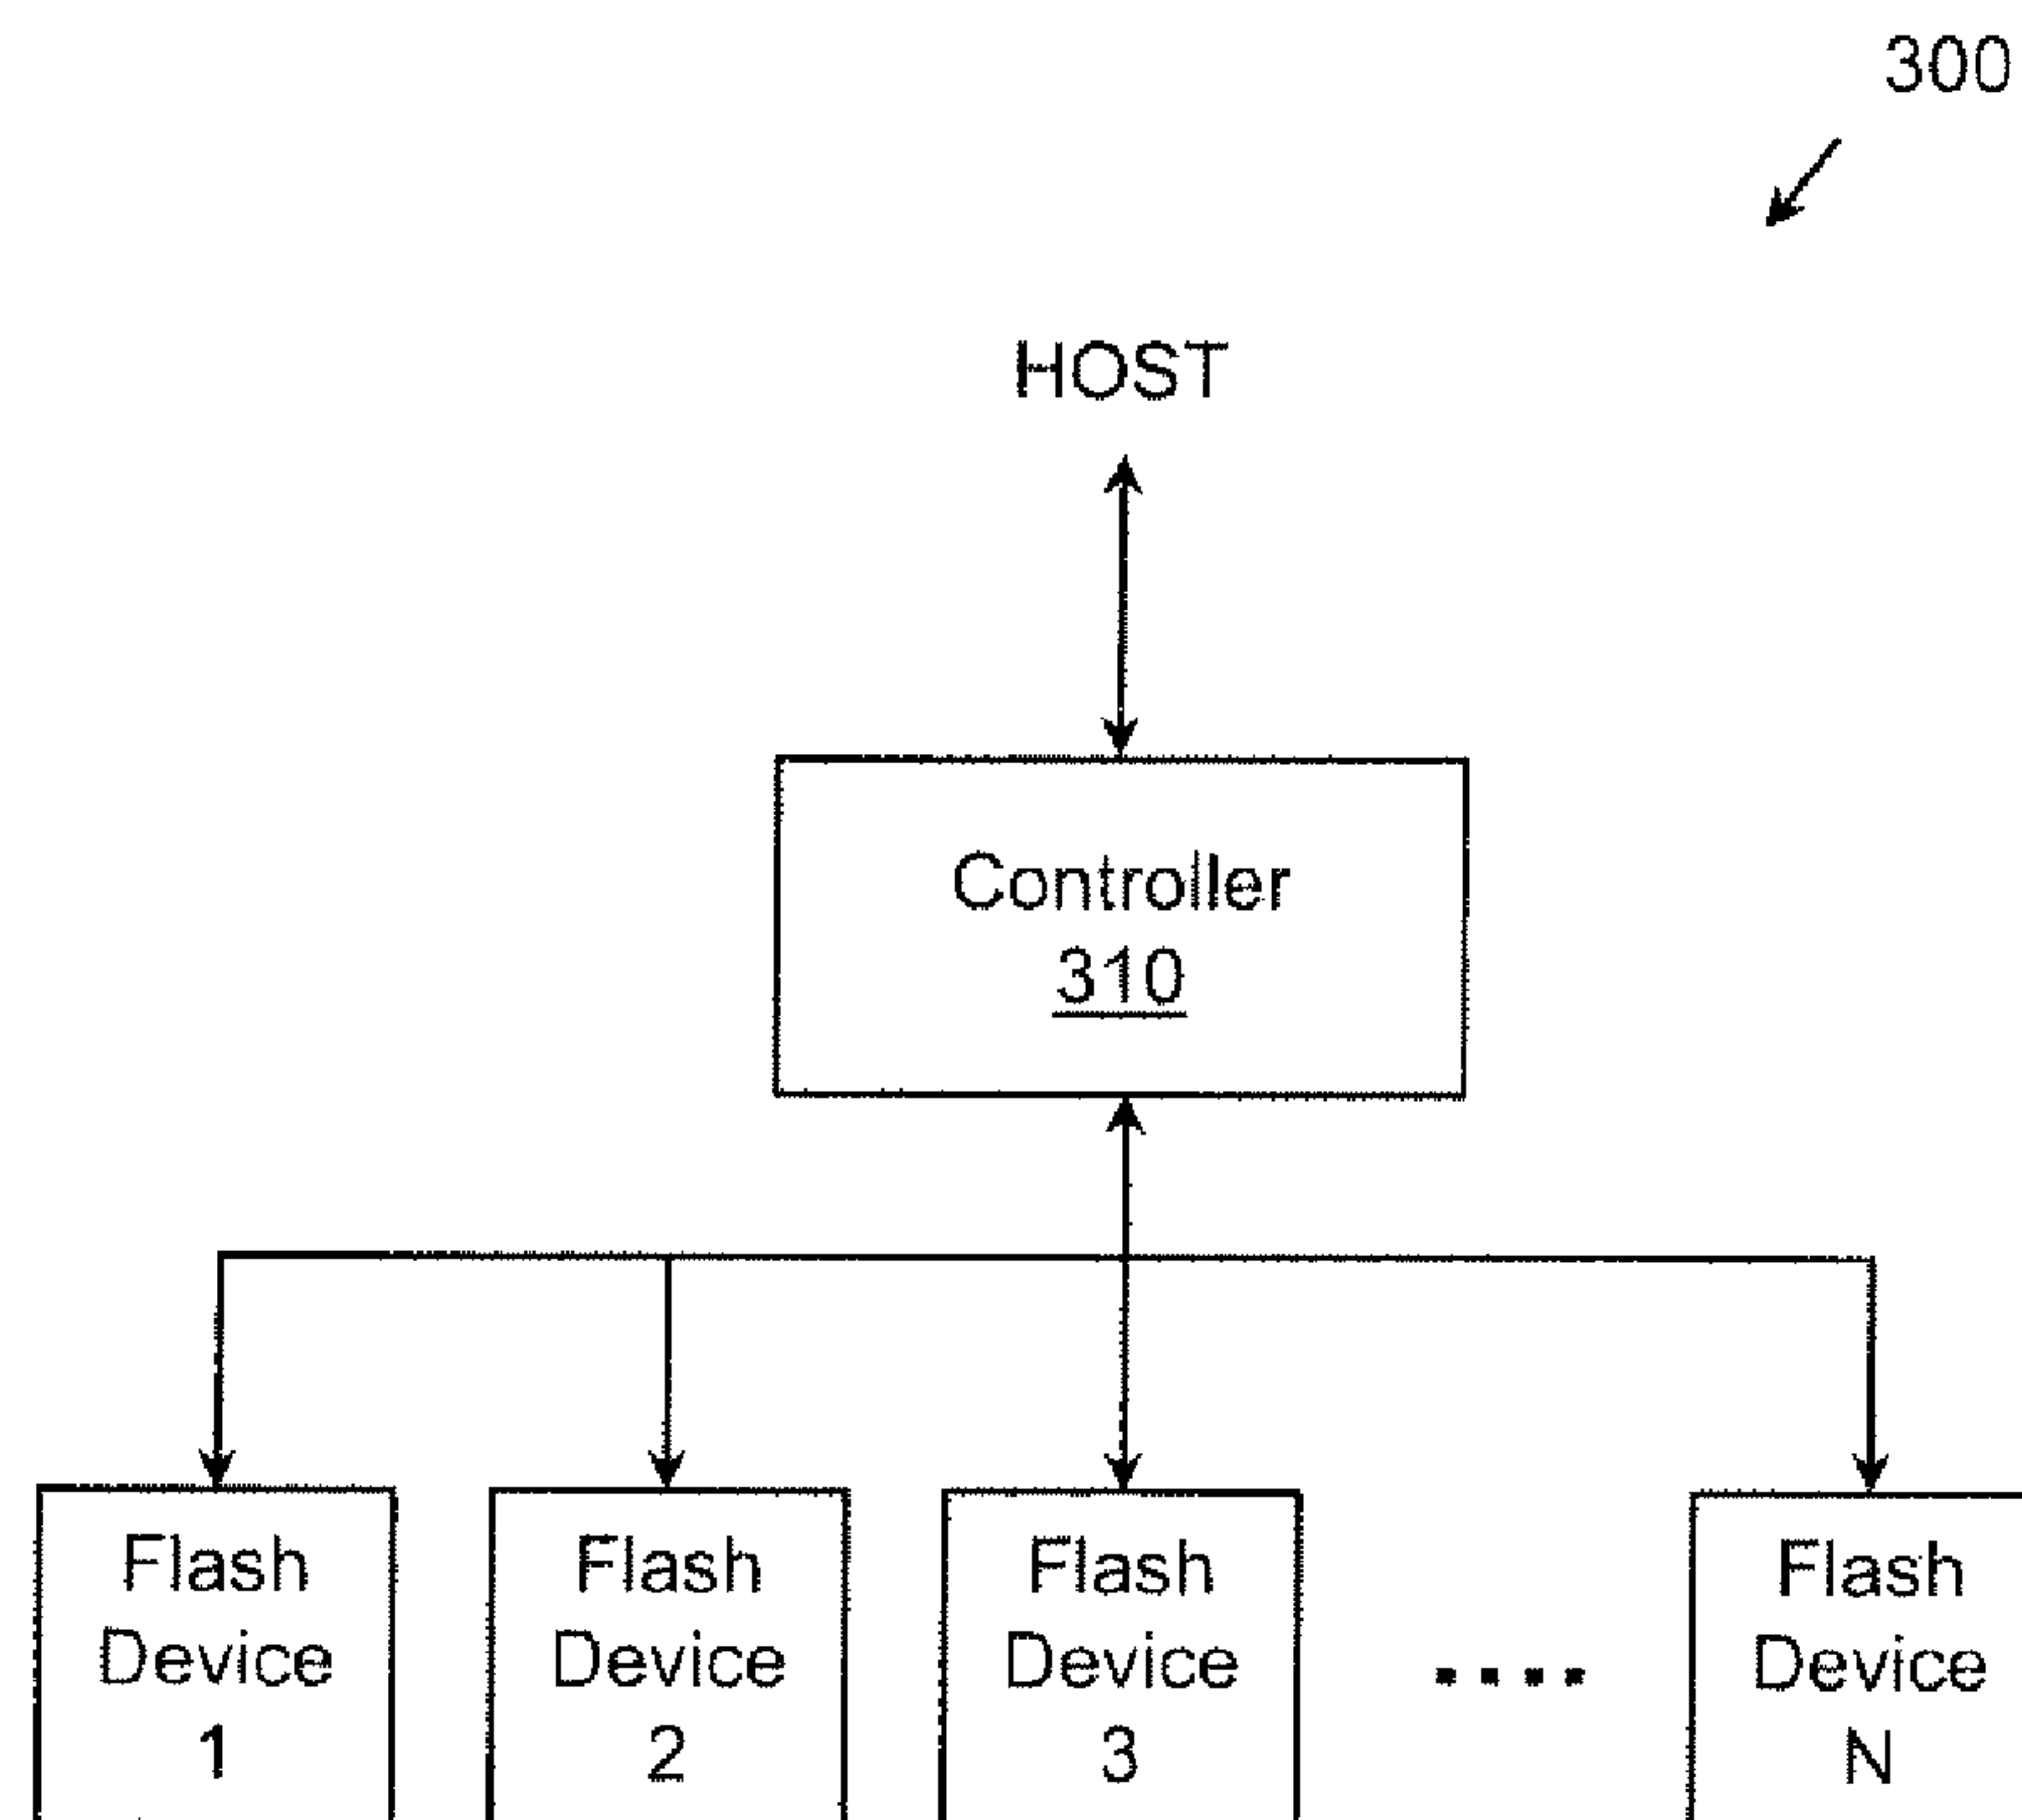 300
HOST
Controller
310
Flash
Device
1
Flash
Device
2
Flash
Device
3
....
Flash
Device
N